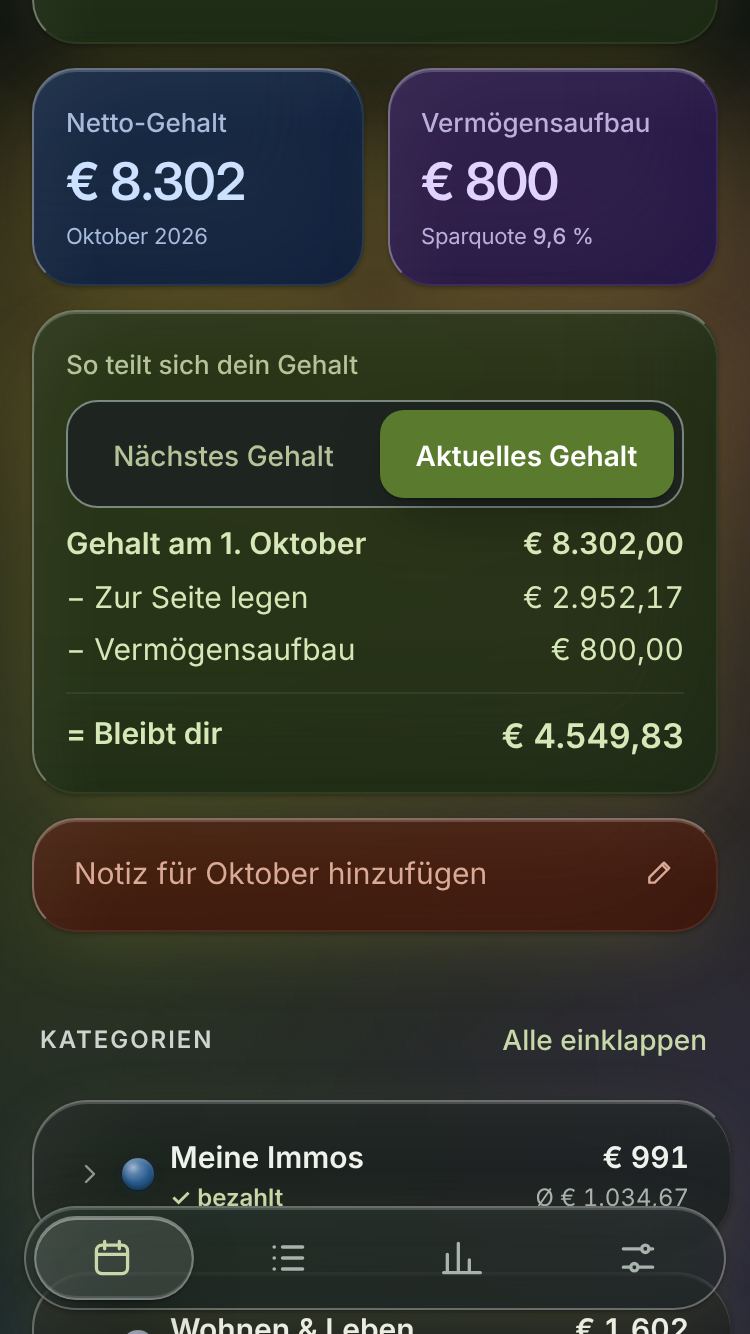 Netto-Gehalt
€ 8.302
Oktober 2026
Vermögensaufbau
€ 800
Sparquote 9,6 %
So teilt sich dein Gehalt
Nächstes Gehalt
Aktuelles Gehalt
Gehalt am 1. Oktober € 8.302,00
– Zur Seite legen € 2.952,17
– Vermögensaufbau € 800,00
= Bleibt dir € 4.549,83
Notiz für Oktober hinzufügen
KATEGORIEN Alle einklappen
Meine Immos € 991
✓ bezahlt Ø € 1.034,67
Wohnen & Leben € 1.602